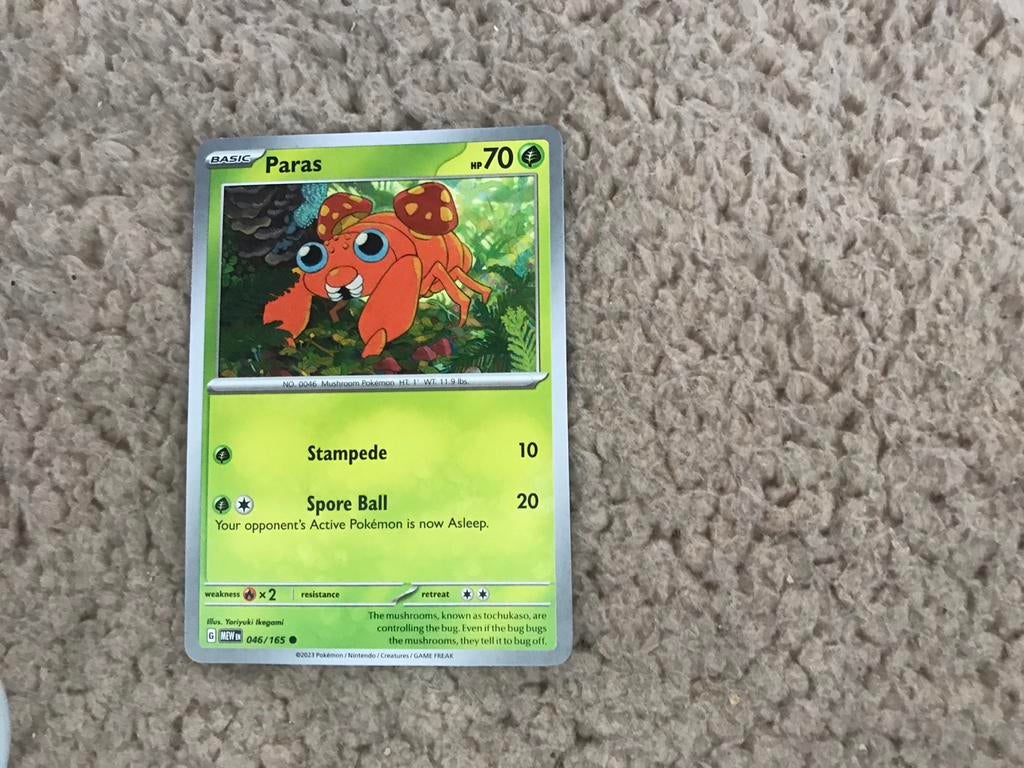 BASIC Paras HP 70
NO. 0046 Mushroom Pokémon HT. 1' WT. 11.9 lbs.
Stampede 10
Spore Ball 20
Your opponent's Active Pokémon is now Asleep.
weakness ×2 resistance retreat
Illus. Yoriyuki Ikegami
G MEW EN 046/165
The mushrooms, known as tochukaso, are
controlling the bug. Even if the bug bugs
the mushrooms, they tell it to bug off.
©2023 Pokémon / Nintendo / Creatures / GAME FREAK